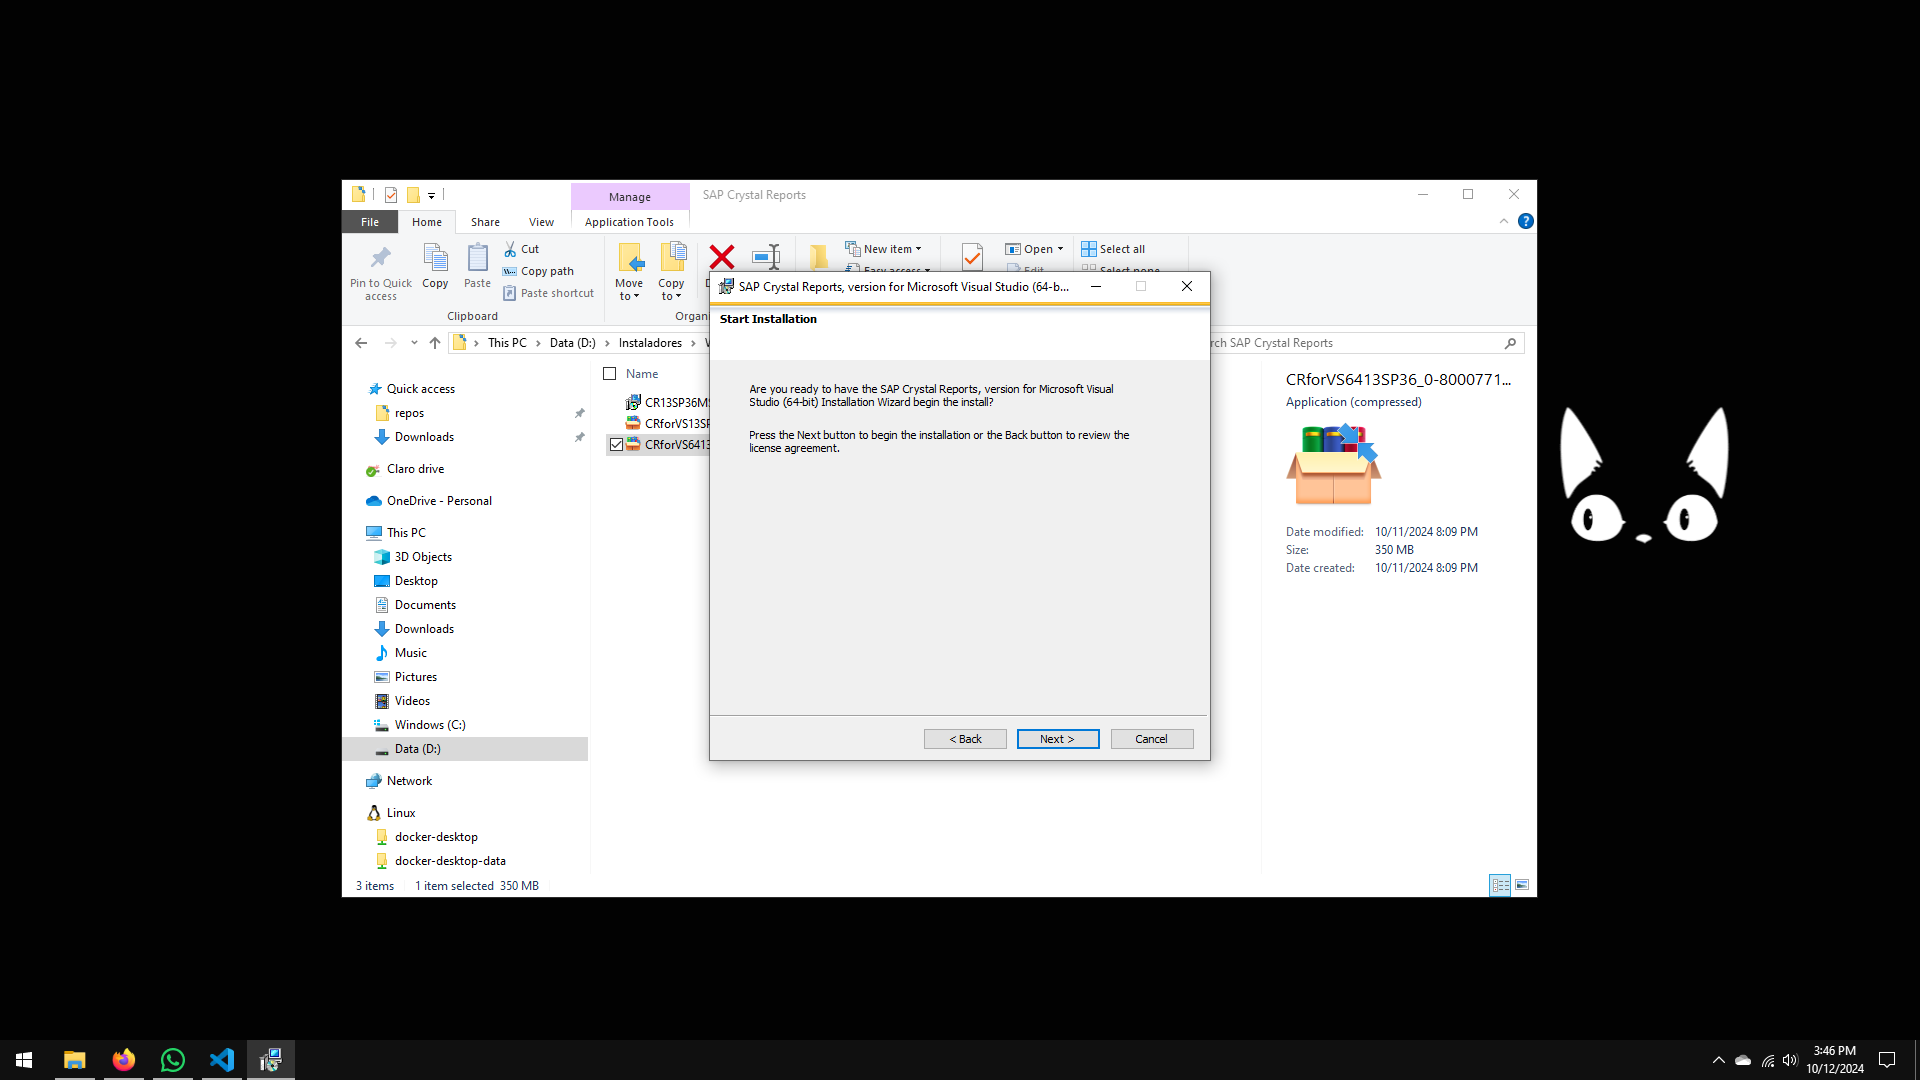 Manage
SAP Crystal Reports
File
Home
Share
View
Application Tools
Pin to Quick access
Copy
Paste
Cut
Copy path
Paste shortcut
Clipboard
Move to
Copy to
New item
Easy access
Open
Edit
Select all
Select none
This PC
Data (D:)
Instaladores
SAP Crystal Reports
Quick access
repos
Downloads
Claro drive
OneDrive - Personal
This PC
3D Objects
Desktop
Documents
Downloads
Music
Pictures
Videos
Windows (C:)
Data (D:)
Network
Linux
docker-desktop
docker-desktop-data
Name
CR13SP36M
CRforVS13SP
CRforVS6413
SAP Crystal Reports, version for Microsoft Visual Studio (64-b...
Start Installation
Are you ready to have the SAP Crystal Reports, version for Microsoft Visual
Studio (64-bit) Installation Wizard begin the install?
Press the Next button to begin the installation or the Back button to review the
license agreement.
< Back
Next >
Cancel
CRforVS6413SP36_0-8000771...
Application (compressed)
Date modified: 10/11/2024 8:09 PM
Size: 350 MB
Date created: 10/11/2024 8:09 PM
3 items
1 item selected 350 MB
3:46 PM
10/12/2024